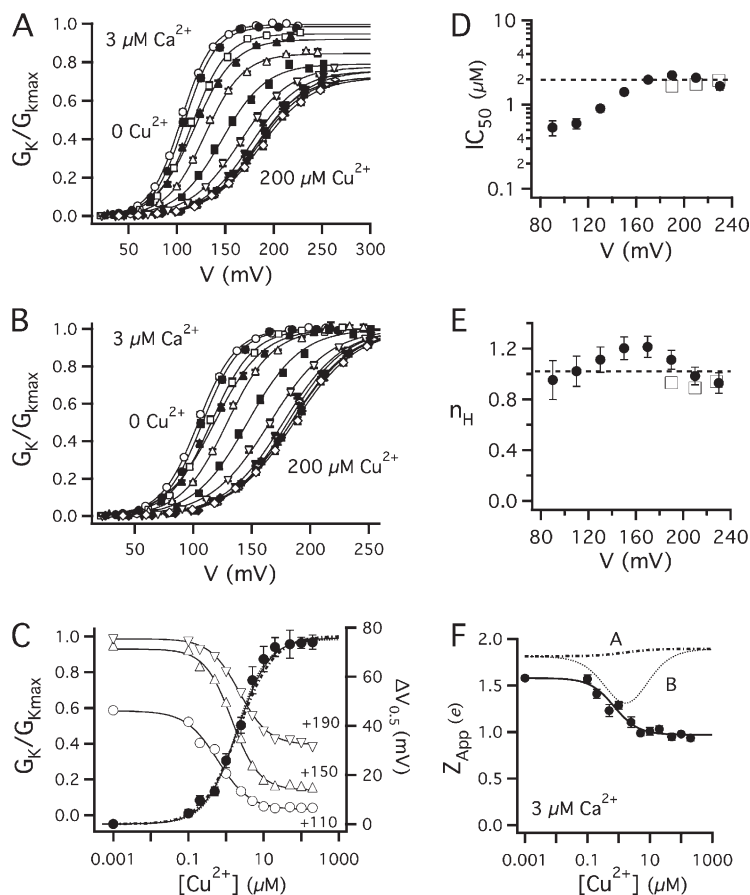 A
G_K/G_kmax
1.0
0.8
0.6
0.4
0.2
0.0
3 µM Ca²⁺
0 Cu²⁺
200 µM Cu²⁺
50 100 150 200 250 300
V (mV)
B
G_K/G_kmax
1.0
0.8
0.6
0.4
0.2
0.0
3 µM Ca²⁺
0 Cu²⁺
200 µM Cu²⁺
50 100 150 200 250
V (mV)
C
G_K/G_Kmax
1.0
0.8
0.6
0.4
0.2
0.0
+190
+150
+110
80
60
40
20
0
ΔV_0.5 (mV)
0.001 0.1 10 1000
[Cu²⁺] (µM)
D
IC_50 (µM)
4
2
1
4
2
0.1
80 120 160 200 240
V (mV)
E
n_H
1.2
0.8
0.4
0.0
80 120 160 200 240
V (mV)
F
Z_App (e)
2.0
1.5
1.0
0.5
0.0
A
B
3 µM Ca²⁺
0.001 0.1 10 1000
[Cu²⁺] (µM)